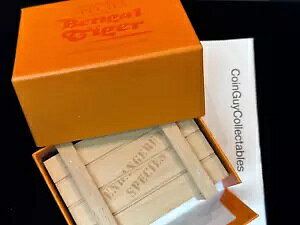 Bengal
Tiger
ENDANGERED
SPECIES
CoinGuyCollectables